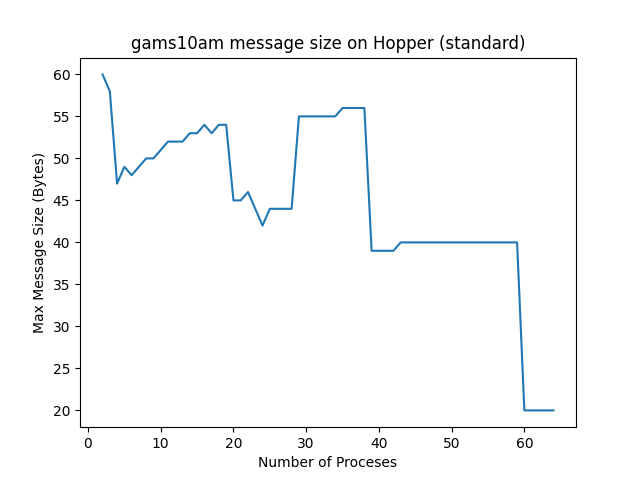 gams10am message size on Hopper (standard)
60
55
50
45
40
35
30
25
20
Max Message Size (Bytes)
0 10 20 30 40 50 60
Number of Proceses